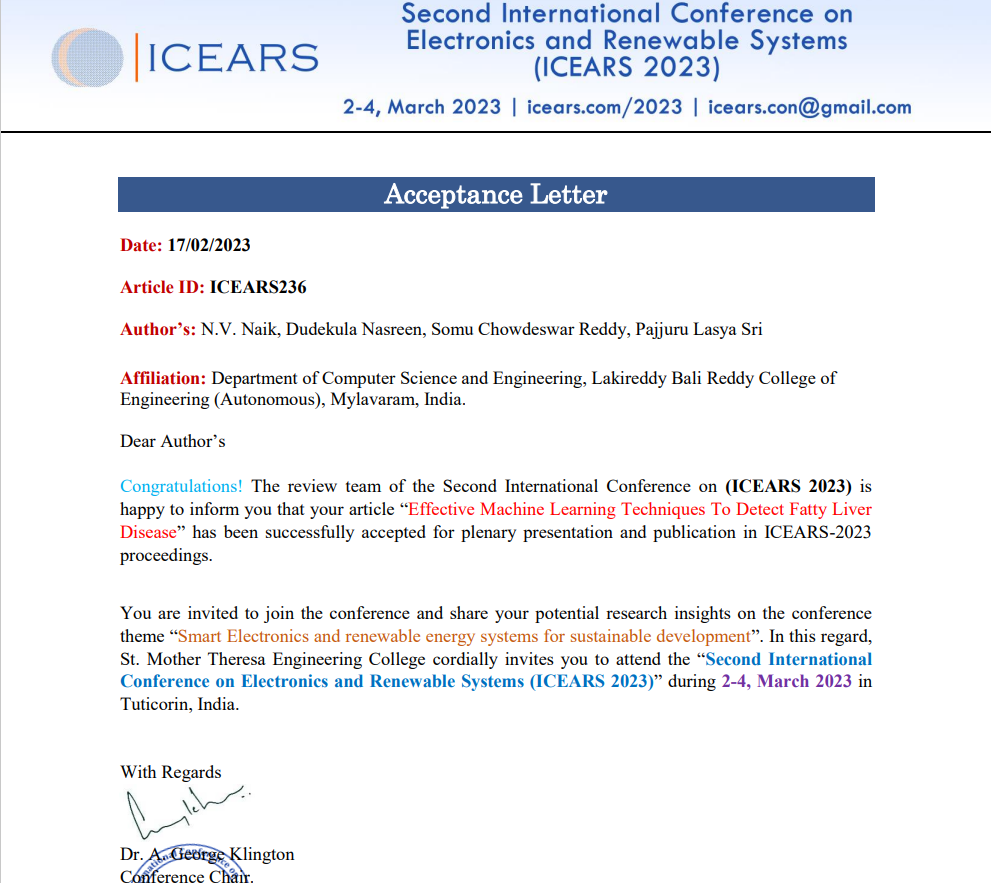 ICEARS
Second International Conference on
Electronics and Renewable Systems
(ICEARS 2023)
2-4, March 2023 | icears.com/2023 | icears.con@gmail.com
Acceptance Letter
Date: 17/02/2023
Article ID: ICEARS236
Author’s: N.V. Naik, Dudekula Nasreen, Somu Chowdeswar Reddy, Pajjuru Lasya Sri
Affiliation: Department of Computer Science and Engineering, Lakireddy Bali Reddy College of
Engineering (Autonomous), Mylavaram, India.
Dear Author’s
Congratulations! The review team of the Second International Conference on (ICEARS 2023) is
happy to inform you that your article “Effective Machine Learning Techniques To Detect Fatty Liver
Disease” has been successfully accepted for plenary presentation and publication in ICEARS-2023
proceedings.
You are invited to join the conference and share your potential research insights on the conference
theme “Smart Electronics and renewable energy systems for sustainable development”. In this regard,
St. Mother Theresa Engineering College cordially invites you to attend the “Second International
Conference on Electronics and Renewable Systems (ICEARS 2023)” during 2-4, March 2023 in
Tuticorin, India.
With Regards
Dr. A. George Klington
Conference Chair.